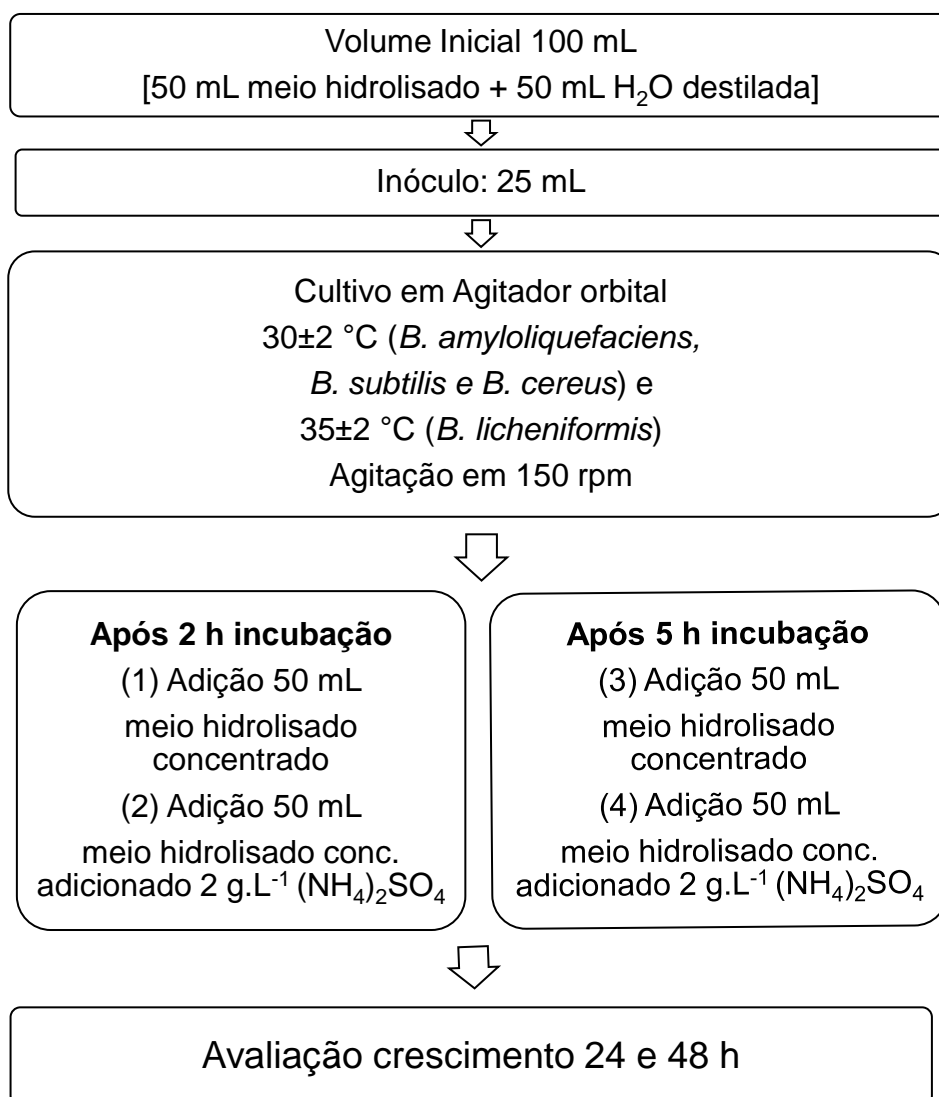 Volume Inicial 100 mL
[50 mL meio hidrolisado + 50 mL H₂O destilada]
Inóculo: 25 mL
Cultivo em Agitador orbital
30±2 °C (B. amyloliquefaciens,
B. subtilis e B. cereus) e
35±2 °C (B. licheniformis)
Agitação em 150 rpm
Após 2 h incubação
(1) Adição 50 mL
meio hidrolisado
concentrado
(2) Adição 50 mL
meio hidrolisado conc.
adicionado 2 g.L⁻¹ (NH₄)₂SO₄
Após 5 h incubação
(3) Adição 50 mL
meio hidrolisado
concentrado
(4) Adição 50 mL
meio hidrolisado conc.
adicionado 2 g.L⁻¹ (NH₄)₂SO₄
Avaliação crescimento 24 e 48 h